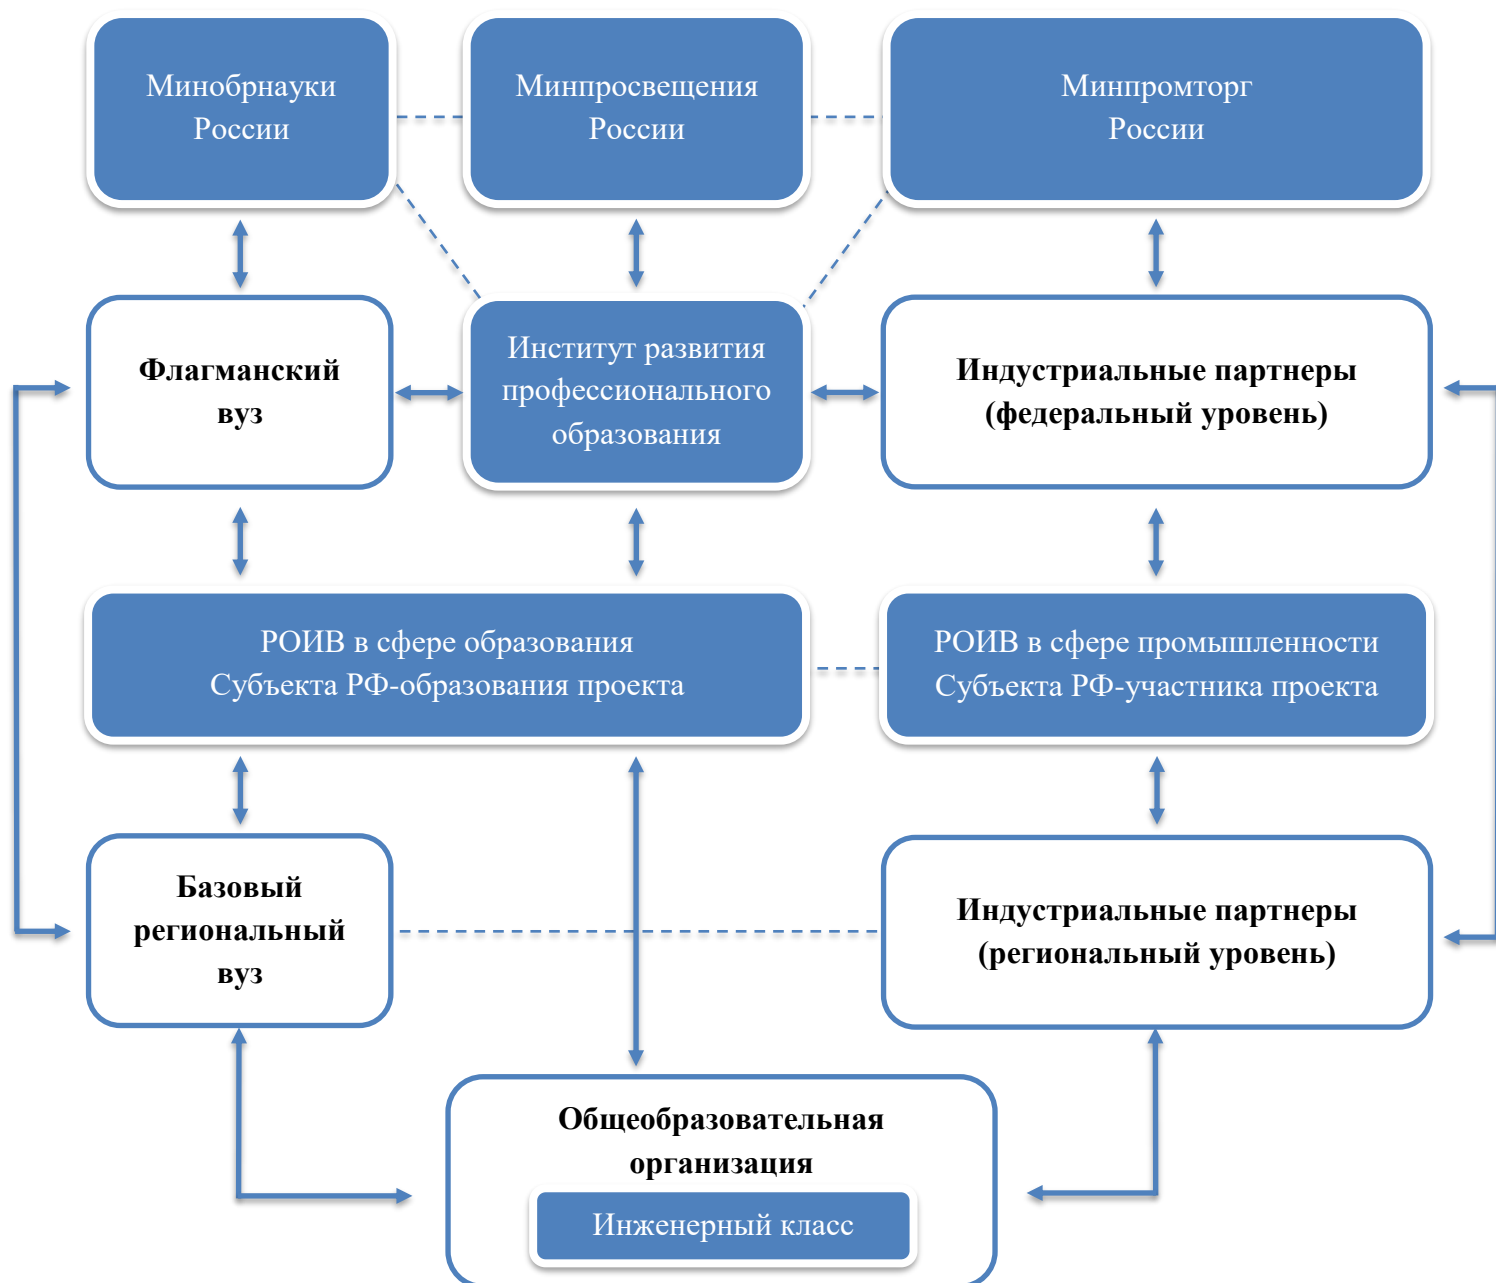 Минобрнауки
России
Минпросвещения
России
Минпромторг
России
Флагманский
вуз
Институт развития
профессионального
образования
Индустриальные партнеры
(федеральный уровень)
РОИВ в сфере образования
Субъекта РФ-образования проекта
РОИВ в сфере промышленности
Субъекта РФ-участника проекта
Базовый
региональный
вуз
Индустриальные партнеры
(региональный уровень)
Общеобразовательная
организация
Инженерный класс